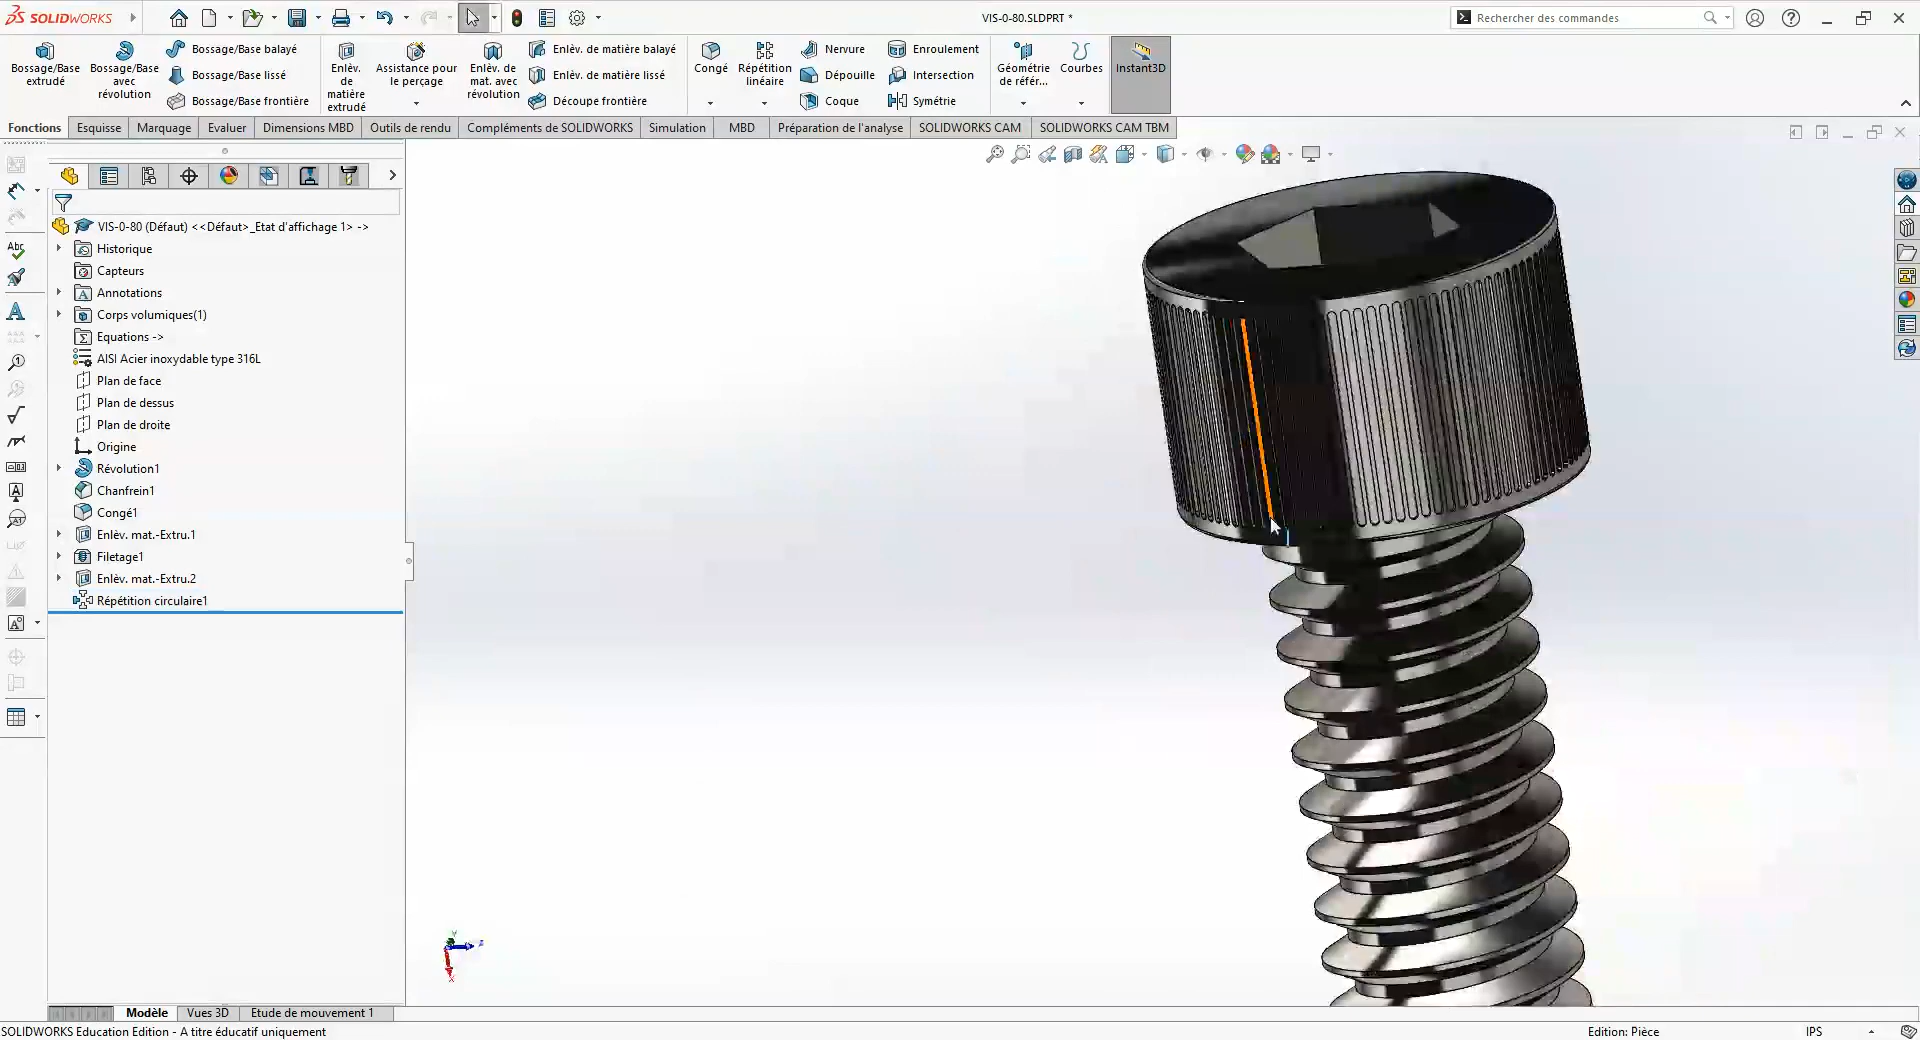 SOLIDWORKS
VIS-0-80.SLDPRT *
Rechercher des commandes
Bossage/Base extrudé
Bossage/Base avec révolution
Bossage/Base balayé
Bossage/Base lissé
Bossage/Base frontière
Enlèv. de matière extrudé
Assistance pour le perçage
Enlèv. de mat. avec révolution
Enlèv. de matière balayé
Enlèv. de matière lissé
Découpe frontière
Congé
Répétition linéaire
Nervure
Dépouille
Coque
Enroulement
Intersection
Symétrie
Géométrie de référ...
Courbes
Instant3D
Fonctions
Esquisse
Marquage
Evaluer
Dimensions MBD
Outils de rendu
Compléments de SOLIDWORKS
Simulation
MBD
Préparation de l'analyse
SOLIDWORKS CAM
SOLIDWORKS CAM TBM
VIS-0-80 (Défaut) <<Défaut>_Etat d'affichage 1> ->
Historique
Capteurs
Annotations
Corps volumiques(1)
Equations ->
AISI Acier inoxydable type 316L
Plan de face
Plan de dessus
Plan de droite
Origine
Révolution1
Chanfrein1
Congé1
Enlèv. mat.-Extru.1
Filetage1
Enlèv. mat.-Extru.2
Répétition circulaire1
Abc
Y
Z
X
Modèle
Vues 3D
Etude de mouvement 1
SOLIDWORKS Education Edition - A titre éducatif uniquement
Edition: Pièce
IPS